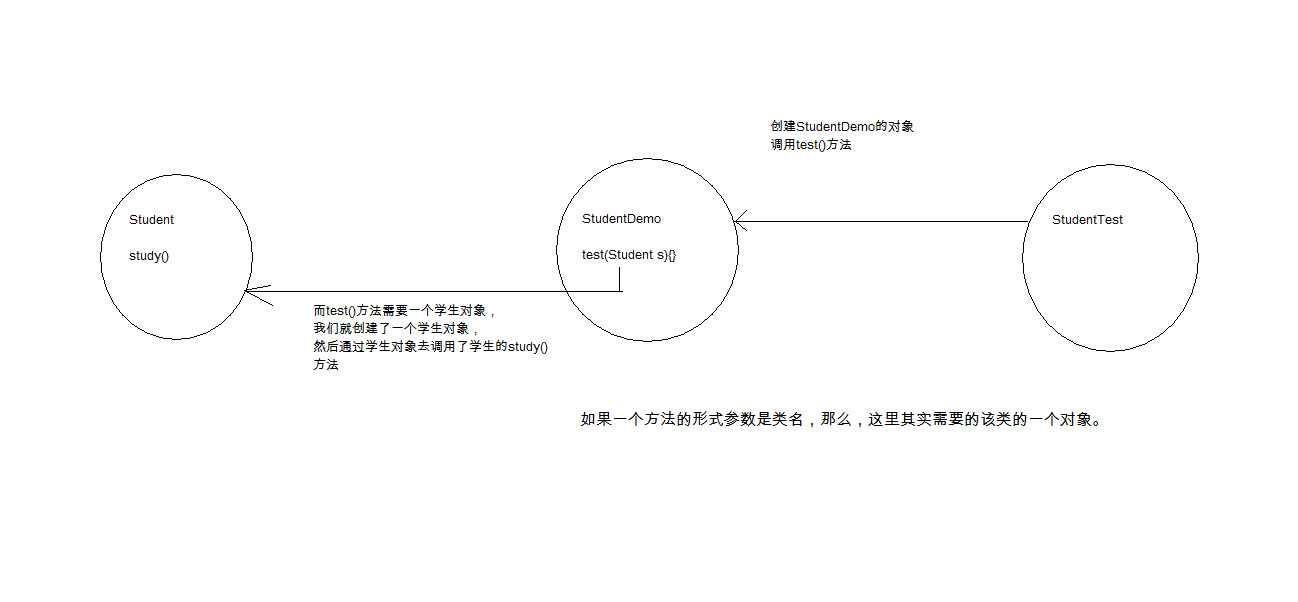 创建StudentDemo的对象
调用test()方法
Student
study()
StudentDemo
test(Student s){}
StudentTest
而test()方法需要一个学生对象，
我们就创建了一个学生对象，
然后通过学生对象去调用了学生的study()
方法
如果一个方法的形式参数是类名，那么，这里其实需要的该类的一个对象。